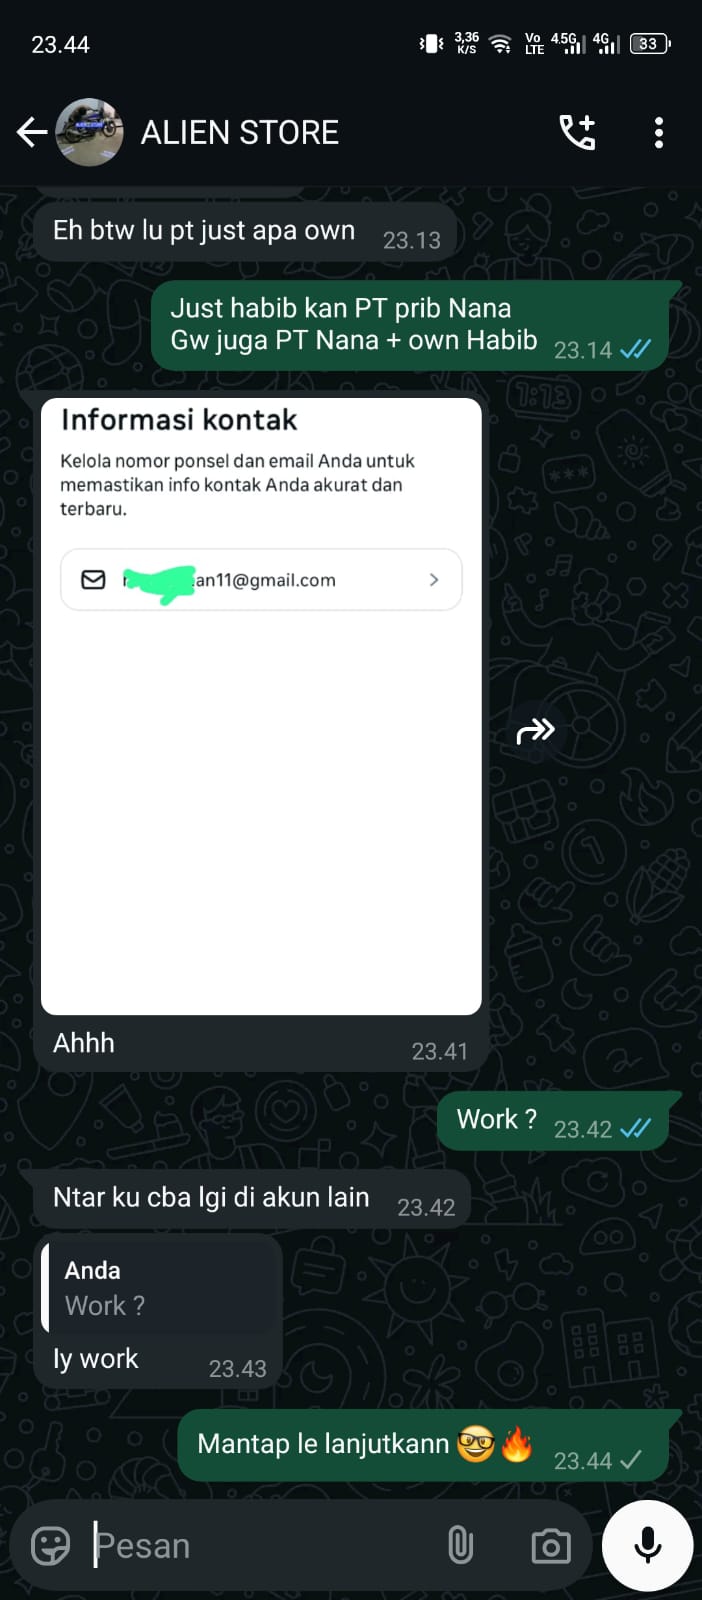 23.44
3,36
K/S
Vo
LTE
4.5G
4G
33
ALIEN STORE
Eh btw lu pt just apa own
23.13
Just habib kan PT prib Nana
Gw juga PT Nana + own Habib
23.14
Informasi kontak
Kelola nomor ponsel dan email Anda untuk
memastikan info kontak Anda akurat dan
terbaru.
an11@gmail.com
Ahhh
23.41
Work ?
23.42
Ntar ku cba lgi di akun lain
23.42
Anda
Work ?
Iy work
23.43
Mantap le lanjutkann 🤓🔥
23.44
Pesan